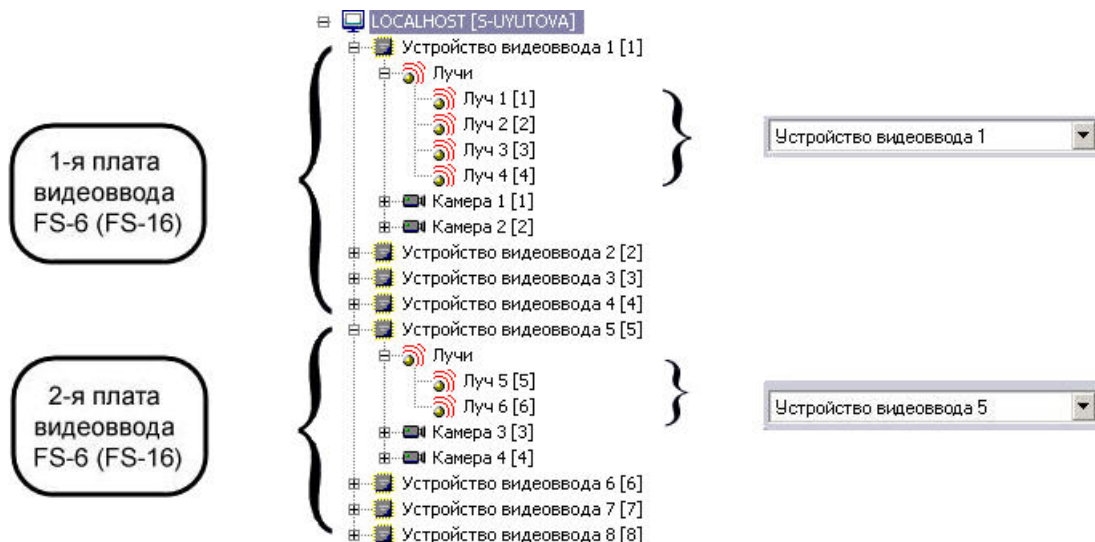 LOCALHOST [S-UYUTOVA]
Устройство видеоввода 1 [1]
Лучи
Луч 1 [1]
Луч 2 [2]
Луч 3 [3]
Луч 4 [4]
Камера 1 [1]
Камера 2 [2]
Устройство видеоввода 2 [2]
Устройство видеоввода 3 [3]
Устройство видеоввода 4 [4]
Устройство видеоввода 5 [5]
Лучи
Луч 5 [5]
Луч 6 [6]
Камера 3 [3]
Камера 4 [4]
Устройство видеоввода 6 [6]
Устройство видеоввода 7 [7]
Устройство видеоввода 8 [8]
1-я плата
видеоввода
FS-6 (FS-16)
2-я плата
видеоввода
FS-6 (FS-16)
Устройство видеоввода 1
Устройство видеоввода 5